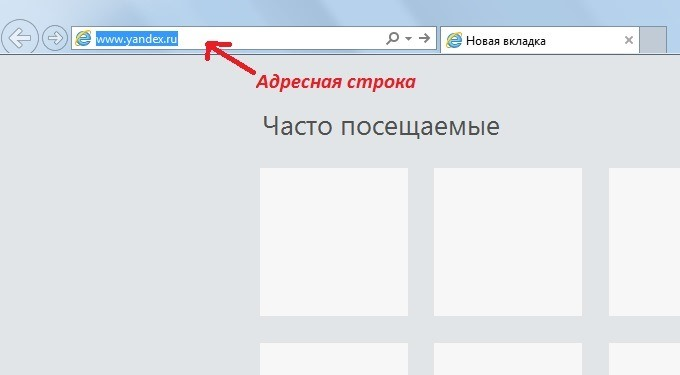 www.yandex.ru
Новая вкладка
Адресная строка
Часто посещаемые